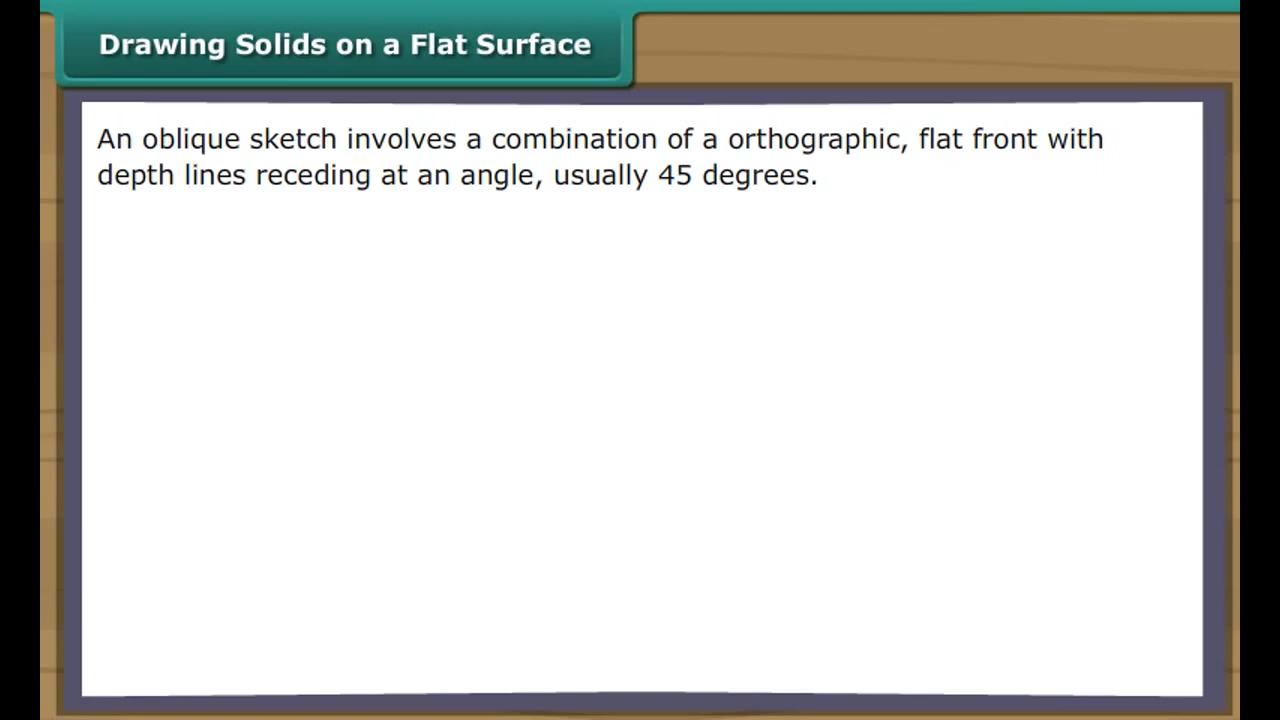 Drawing Solids on a Flat Surface
An oblique sketch involves a combination of a orthographic, flat front with
depth lines receding at an angle, usually 45 degrees.